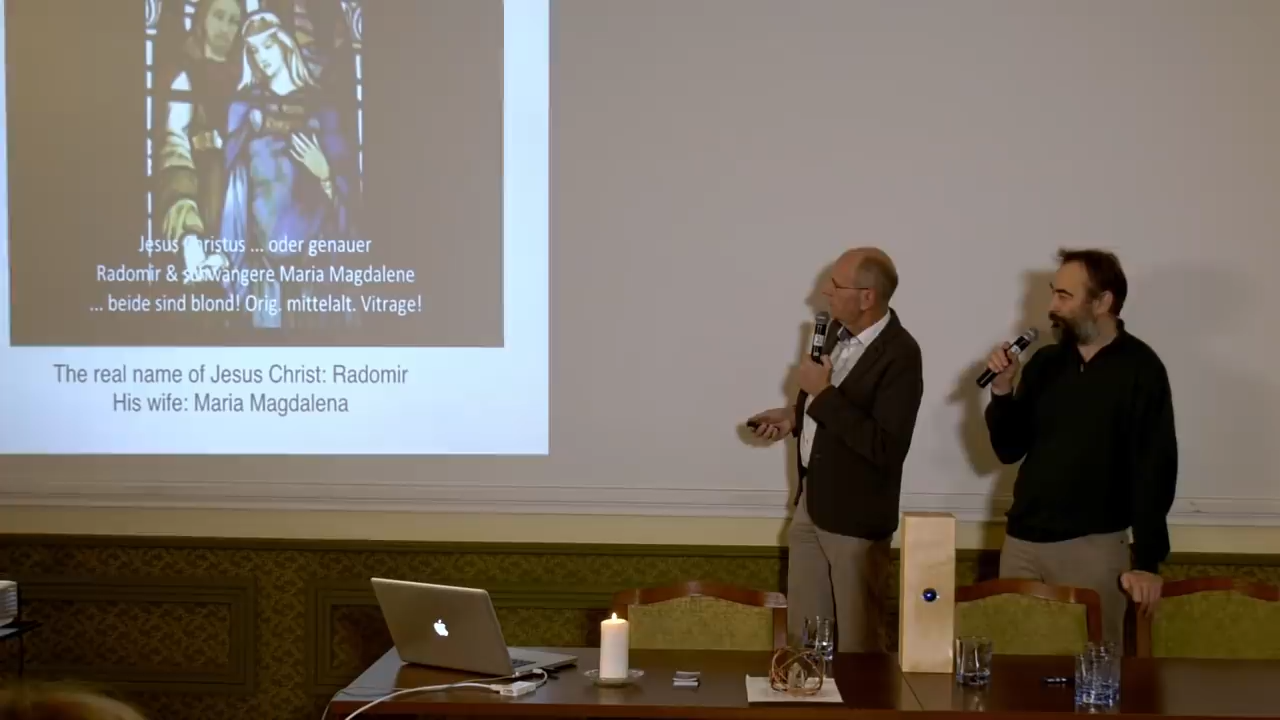 Jesus Christus ... oder genauer
Radomir & schwangere Maria Magdalene
... beide sind blond! Orig. mittelalt. Vitrage!
The real name of Jesus Christ: Radomir
His wife: Maria Magdalena